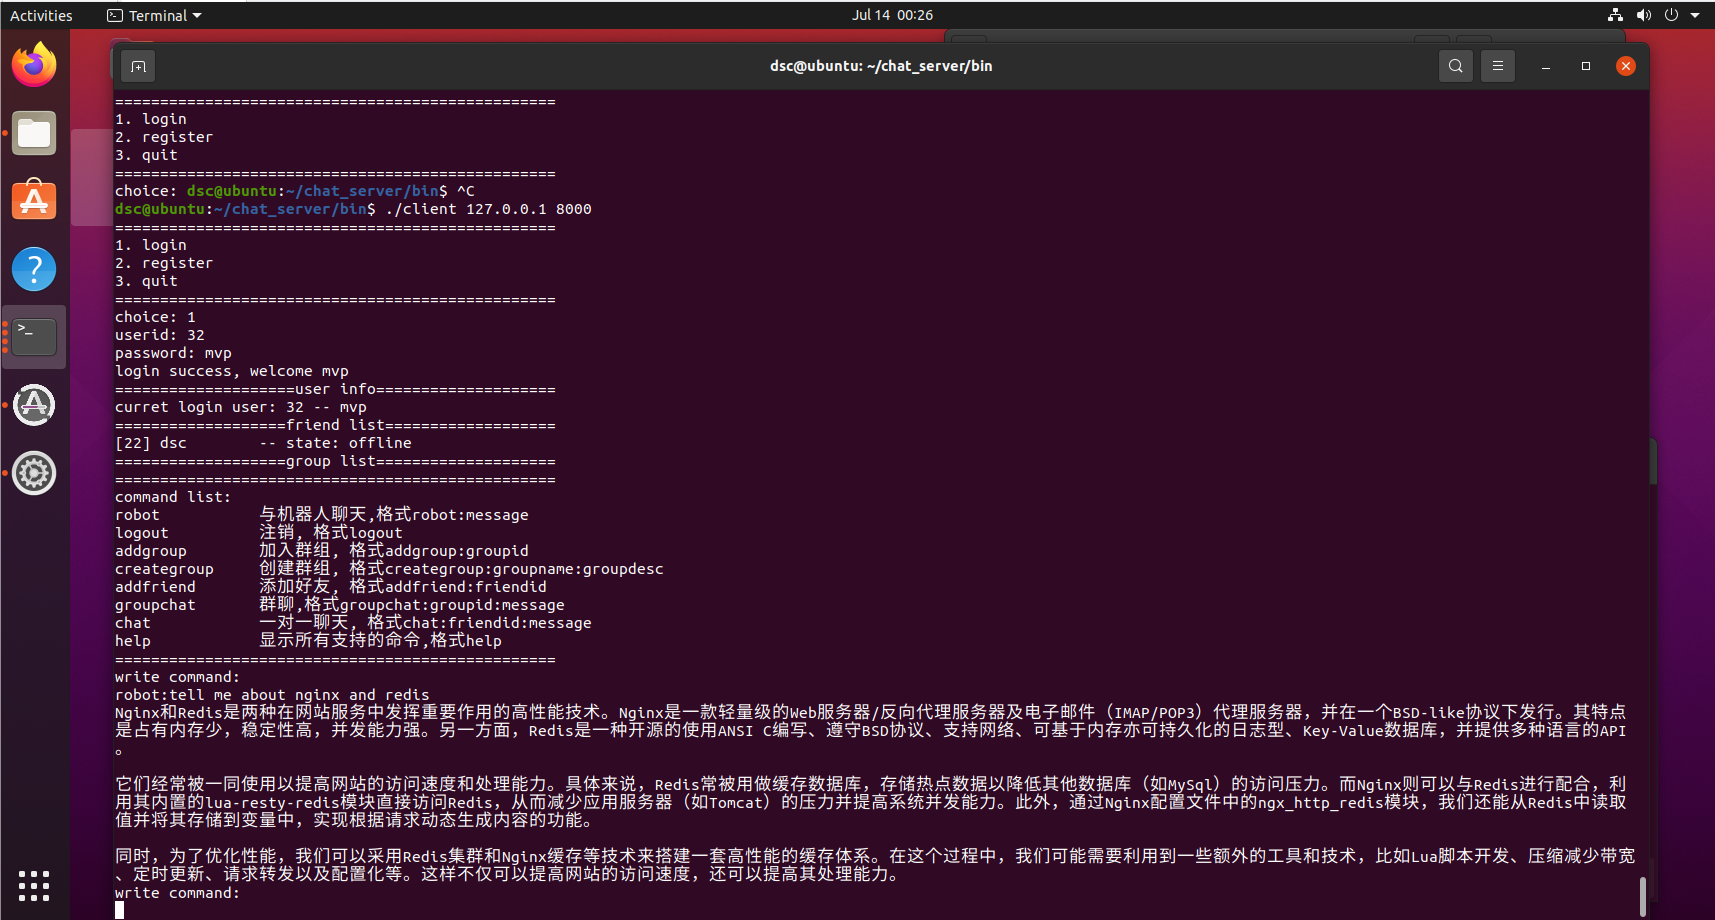 Activities
Terminal
Jul 14 00:26
dsc@ubuntu: ~/chat_server/bin
=================================================
1. login
2. register
3. quit
=================================================
choice: dsc@ubuntu:~/chat_server/bin$ ^C
dsc@ubuntu:~/chat_server/bin$ ./client 127.0.0.1 8000
=================================================
1. login
2. register
3. quit
=================================================
choice: 1
userid: 32
password: mvp
login success, welcome mvp
====================user info====================
curret login user: 32 -- mvp
===================friend list===================
[22] dsc        -- state: offline
===================group list====================
=================================================
command list:
robot           与机器人聊天,格式robot:message
logout          注销, 格式logout
addgroup        加入群组, 格式addgroup:groupid
creategroup     创建群组, 格式creategroup:groupname:groupdesc
addfriend       添加好友, 格式addfriend:friendid
groupchat       群聊,格式groupchat:groupid:message
chat            一对一聊天, 格式chat:friendid:message
help            显示所有支持的命令,格式help
=================================================
write command:
robot:tell me about nginx and redis
Nginx和Redis是两种在网站服务中发挥重要作用的高性能技术。Nginx是一款轻量级的Web服务器/反向代理服务器及电子邮件（IMAP/POP3）代理服务器，并在一个BSD-like协议下发行。其特点
是占有内存少，稳定性高，并发能力强。另一方面，Redis是一种开源的使用ANSI C编写、遵守BSD协议、支持网络、可基于内存亦可持久化的日志型、Key-Value数据库，并提供多种语言的API
。
它们经常被一同使用以提高网站的访问速度和处理能力。具体来说，Redis常被用做缓存数据库，存储热点数据以降低其他数据库（如MySql）的访问压力。而Nginx则可以与Redis进行配合，利
用其内置的lua-resty-redis模块直接访问Redis，从而减少应用服务器（如Tomcat）的压力并提高系统并发能力。此外，通过Nginx配置文件中的ngx_http_redis模块，我们还能从Redis中读取
值并将其存储到变量中，实现根据请求动态生成内容的功能。
同时，为了优化性能，我们可以采用Redis集群和Nginx缓存等技术来搭建一套高性能的缓存体系。在这个过程中，我们可能需要利用到一些额外的工具和技术，比如Lua脚本开发、压缩减少带宽
、定时更新、请求转发以及配置化等。这样不仅可以提高网站的访问速度，还可以提高其处理能力。
write command: